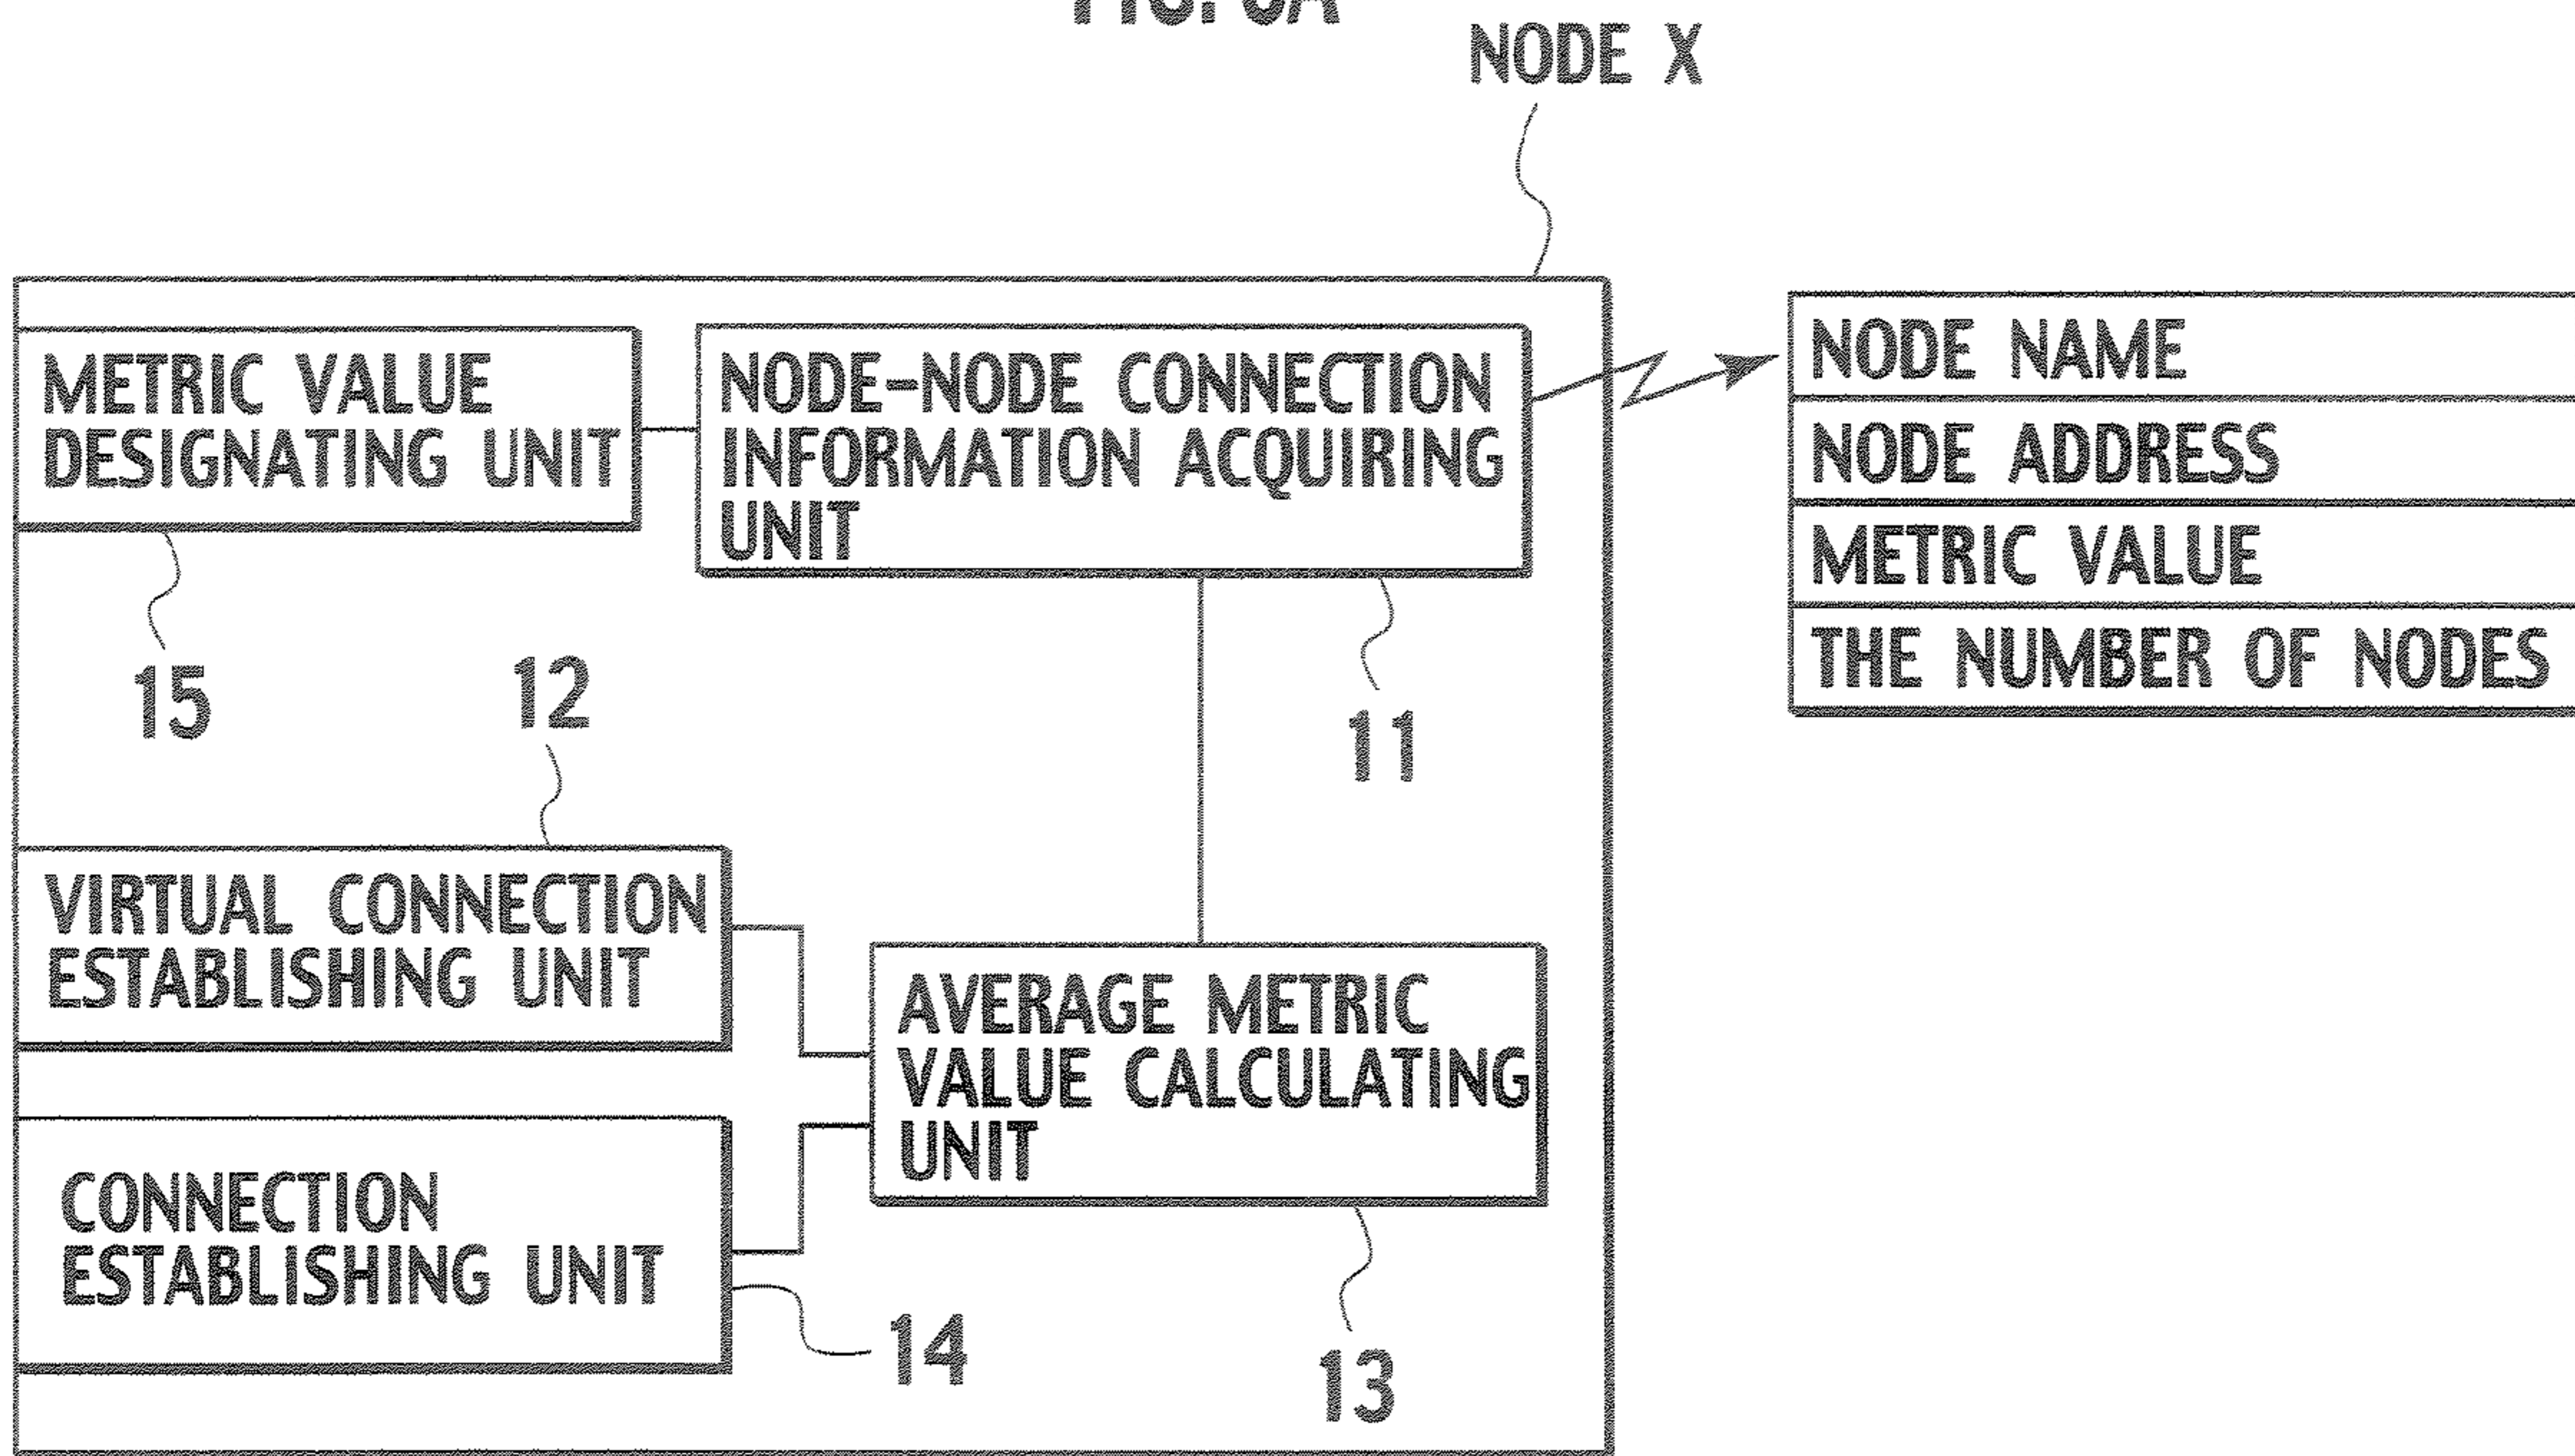 NODE X
METRIC VALUE
DESIGNATING UNIT
NODE-NODE CONNECTION
INFORMATION ACQUIRING
UNIT
NODE NAME
NODE ADDRESS
METRIC VALUE
THE NUMBER OF NODES
15
12
11
VIRTUAL CONNECTION
ESTABLISHING UNIT
AVERAGE METRIC
VALUE CALCULATING
UNIT
CONNECTION
ESTABLISHING UNIT
14
13